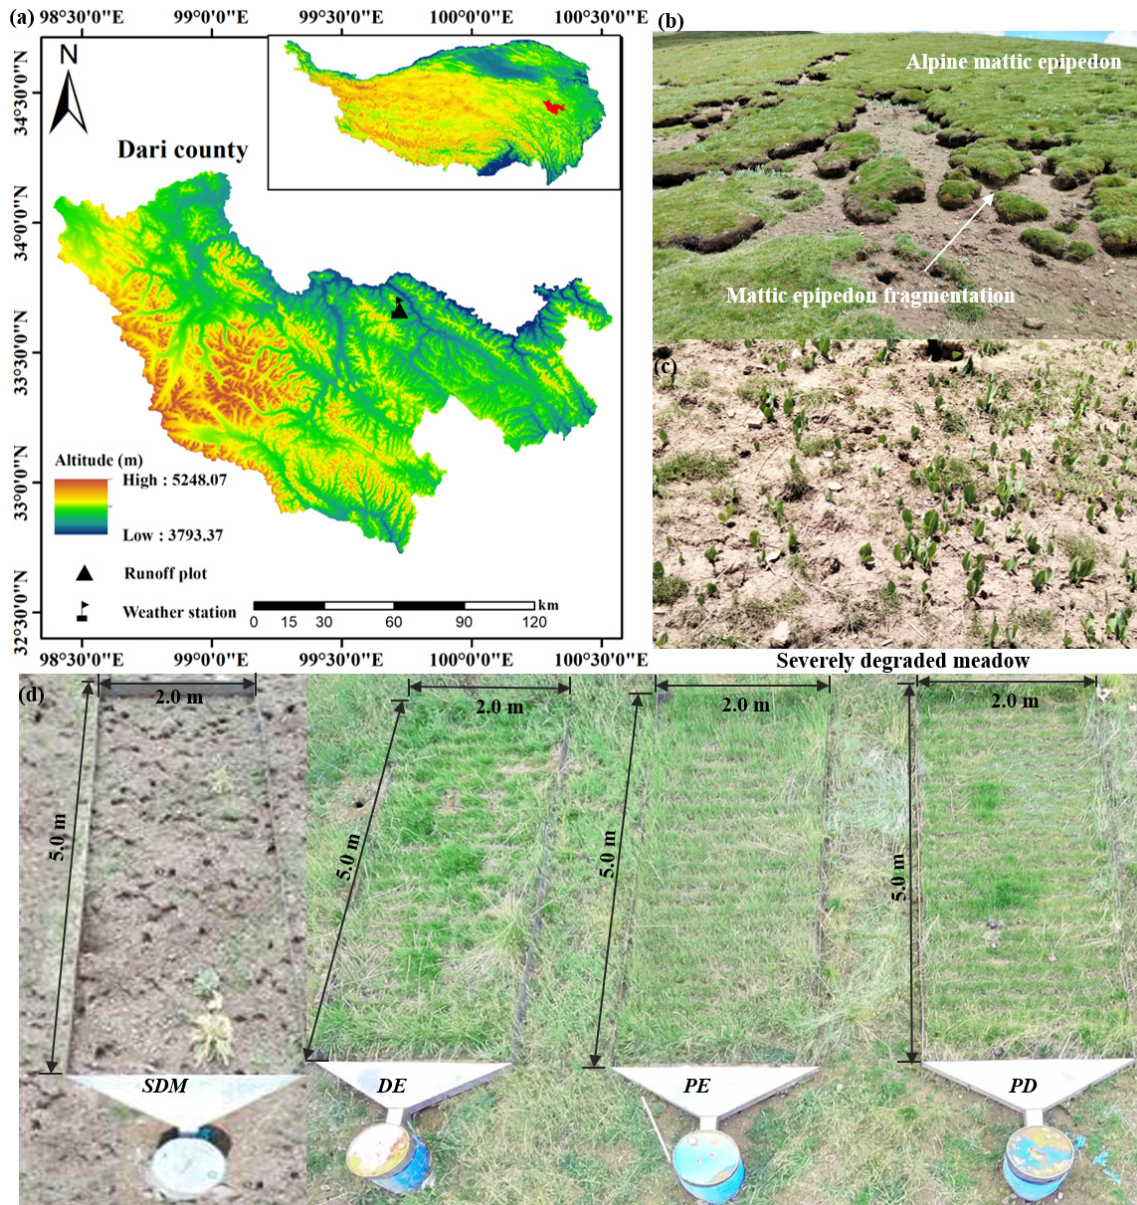 (a)
98°30'0"E 99°0'0"E 99°30'0"E 100°0'0"E 100°30'0"E
N
Dari county
34°30'0"N
34°0'0"N
33°30'0"N
33°0'0"N
32°30'0"N
Altitude (m)
High : 5248.07
Low : 3793.37
Runoff plot
Weather station
km
0 15 30 60 90 120
98°30'0"E 99°0'0"E 99°30'0"E 100°0'0"E 100°30'0"E
(b)
Alpine mattic epipedon
Mattic epipedon fragmentation
(c)
Severely degraded meadow
(d)
2.0 m 2.0 m 2.0 m 2.0 m
5.0 m 5.0 m 5.0 m 5.0 m
SDM DE PE PD